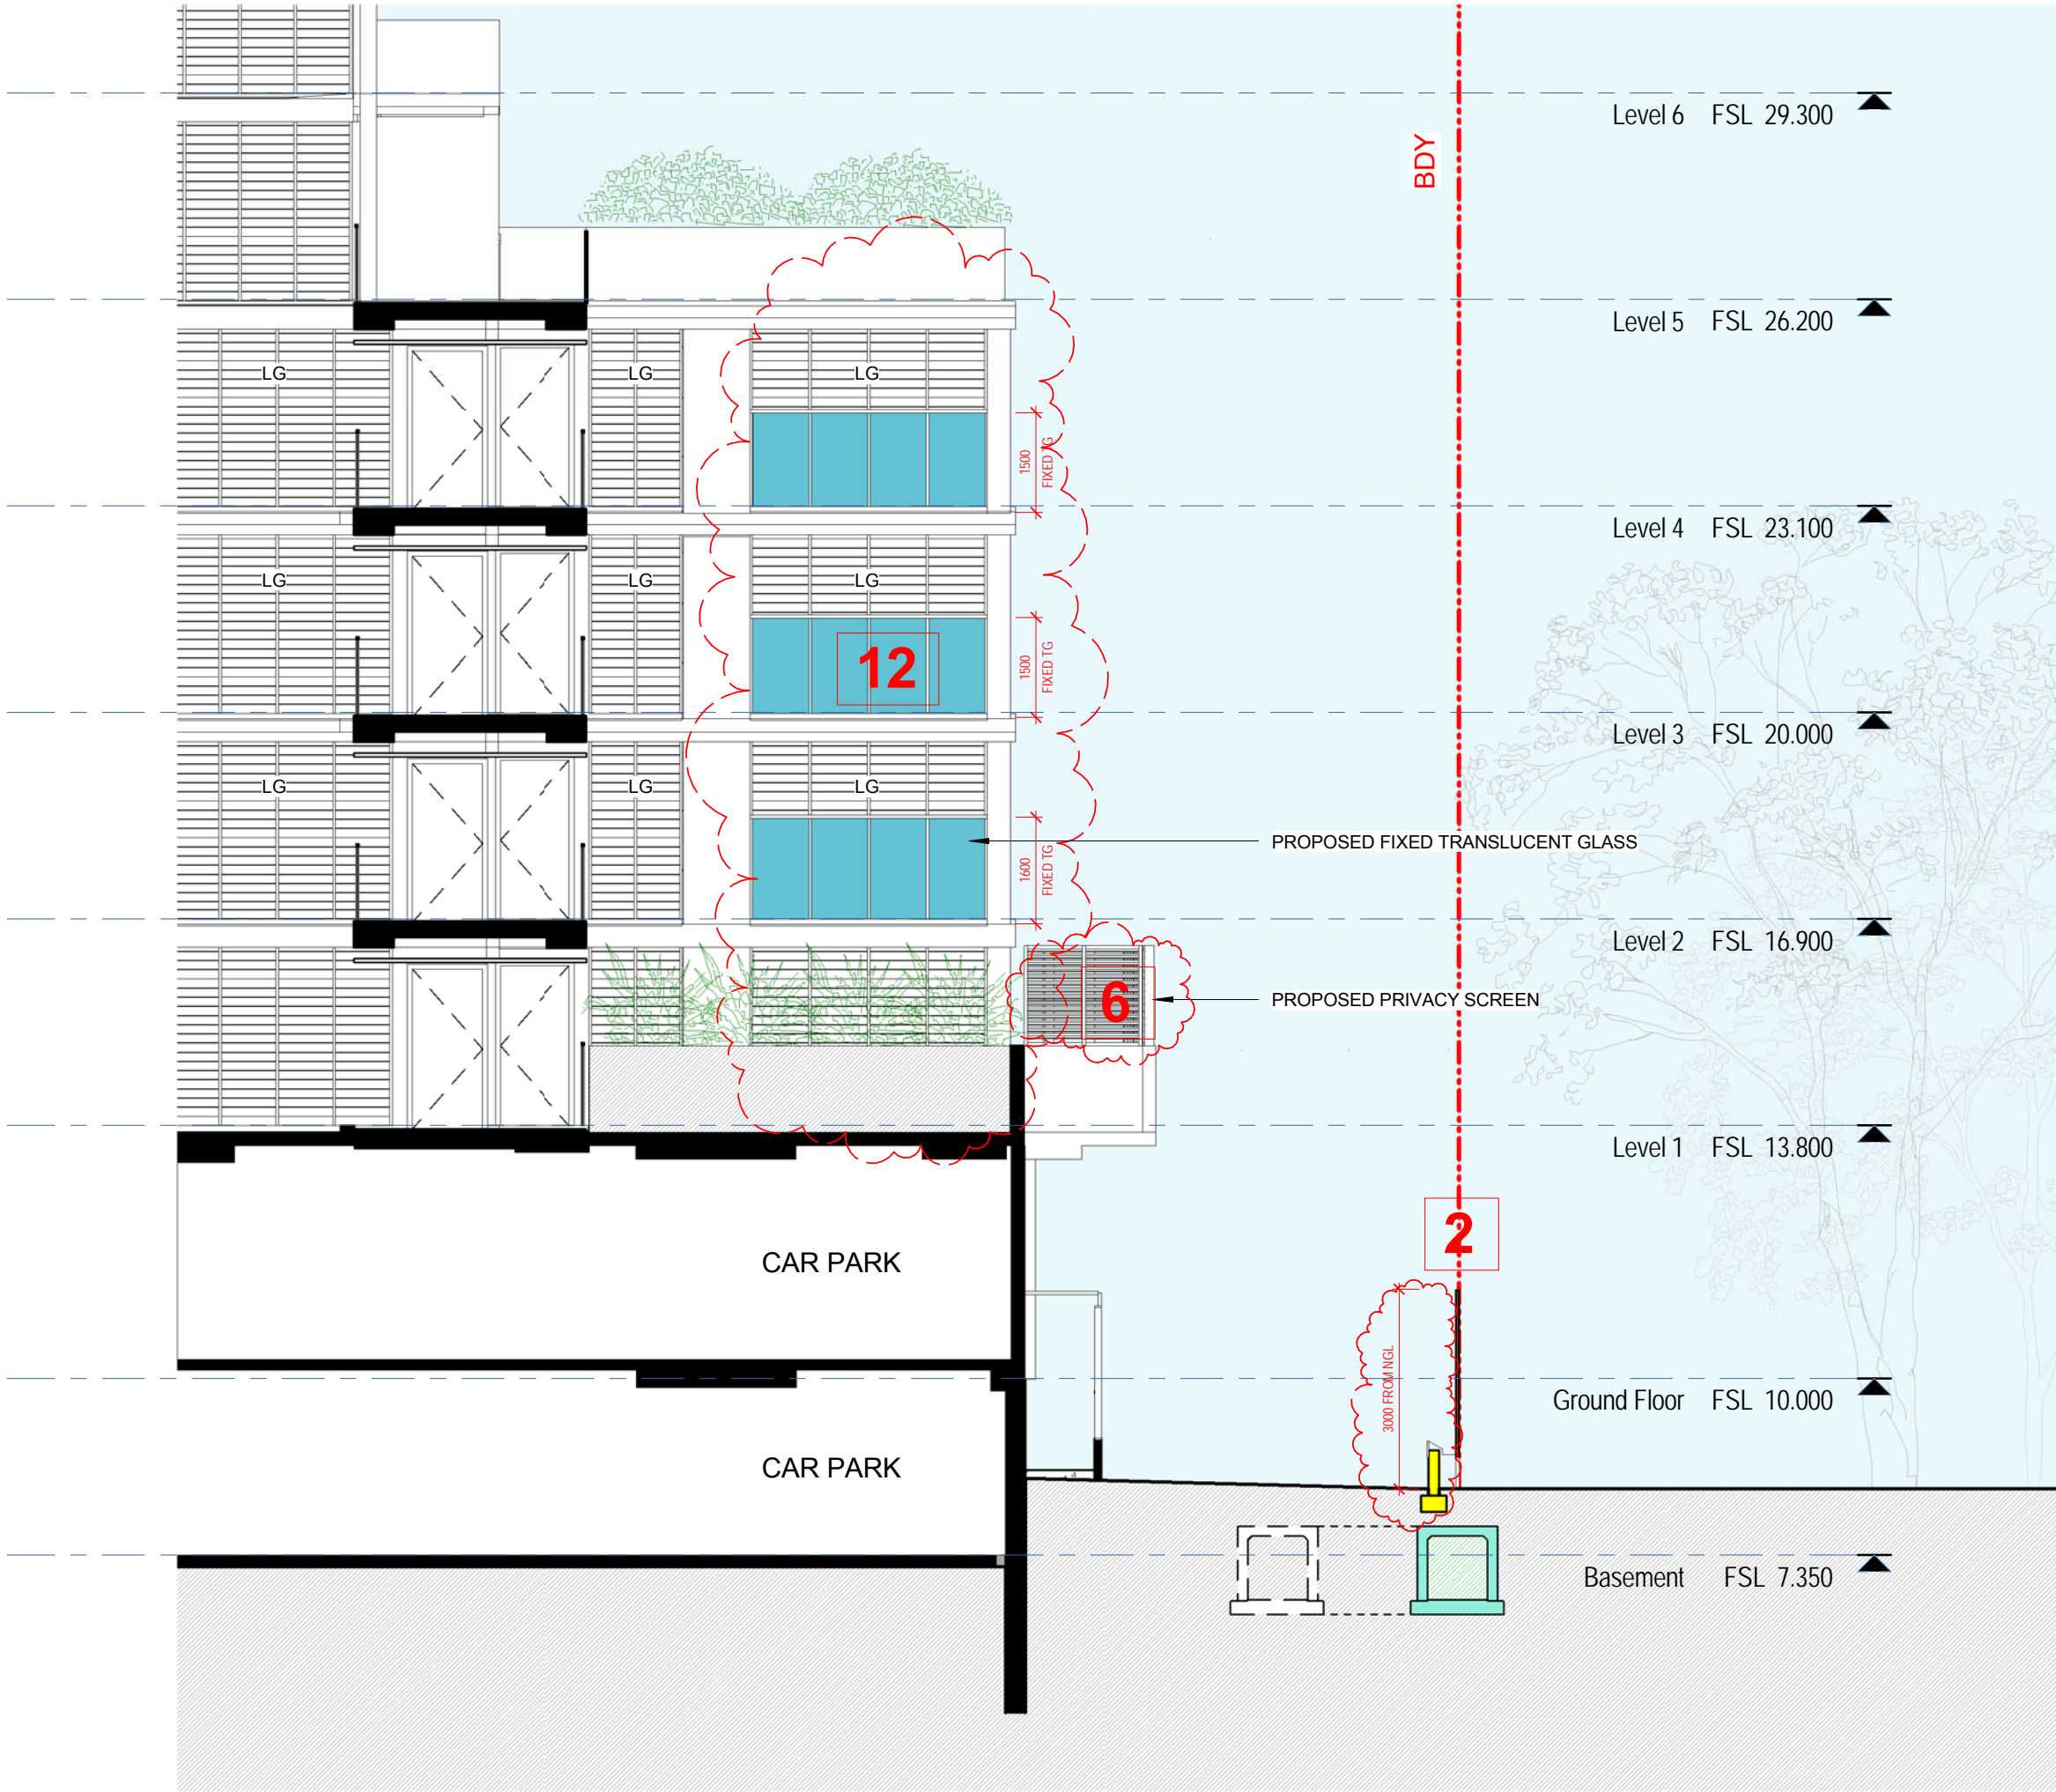 Level 6 FSL 29.300
BDY
Level 5 FSL 26.200
LG
LG
LG
1500
FIXED TG
Level 4 FSL 23.100
LG
LG
LG
12
1500
FIXED TG
Level 3 FSL 20.000
LG
LG
LG
1600
FIXED TG
PROPOSED FIXED TRANSLUCENT GLASS
Level 2 FSL 16.900
6
PROPOSED PRIVACY SCREEN
Level 1 FSL 13.800
2
CAR PARK
3000 FROM NGL
Ground Floor FSL 10.000
CAR PARK
Basement FSL 7.350